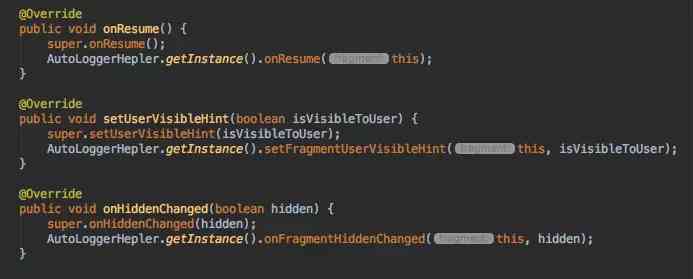 @Override
public void onResume() {
super.onResume();
AutoLoggerHepler.getInstance().onResume( fragment: this);
}
@Override
public void setUserVisibleHint(boolean isVisibleToUser) {
super.setUserVisibleHint(isVisibleToUser);
AutoLoggerHepler.getInstance().setFragmentUserVisibleHint( fragment: this, isVisibleToUser);
}
@Override
public void onHiddenChanged(boolean hidden) {
super.onHiddenChanged(hidden);
AutoLoggerHepler.getInstance().onFragmentHiddenChanged( fragment: this, hidden);
}